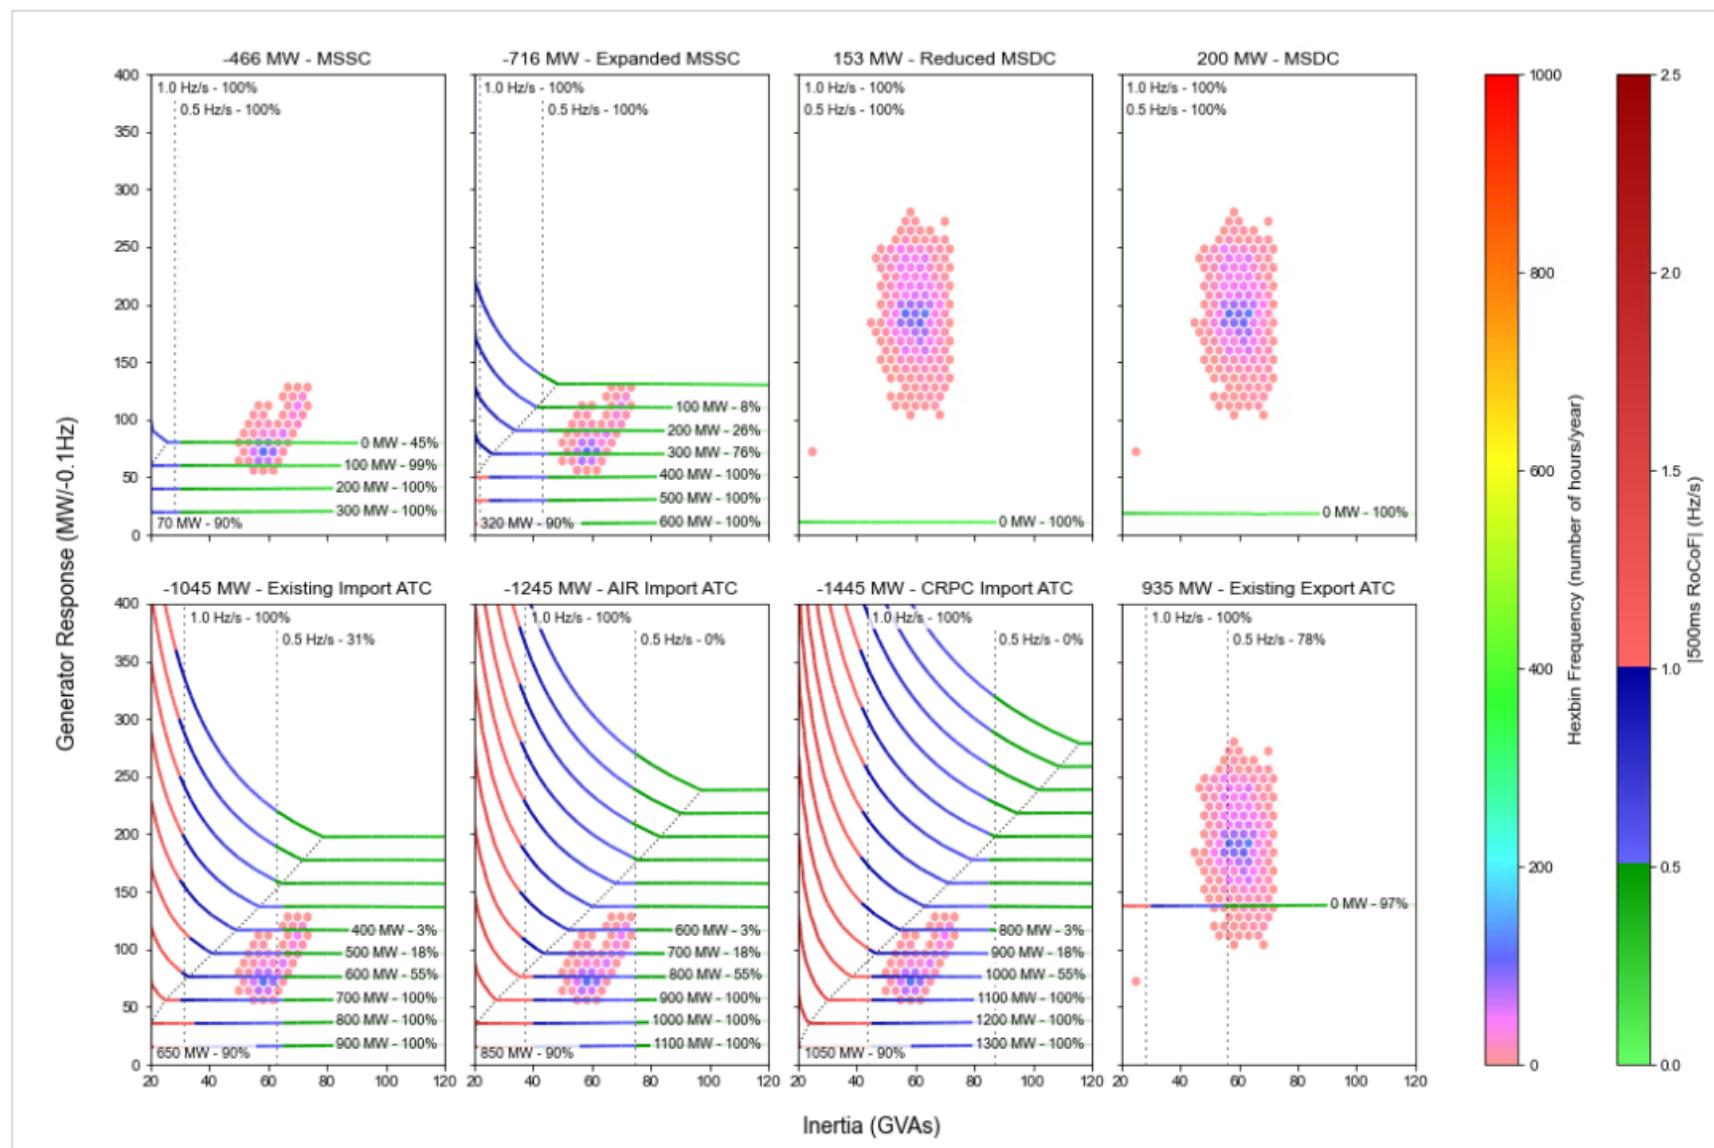 -466 MW - MSSC
-716 MW - Expanded MSSC
153 MW - Reduced MSDC
200 MW - MSDC
400
350
300
250
200
150
100
50
0
1.0 Hz/s - 100%
0.5 Hz/s - 100%
0 MW - 45%
100 MW - 99%
200 MW - 100%
300 MW - 100%
70 MW - 90%
1.0 Hz/s - 100%
0.5 Hz/s - 100%
100 MW - 8%
200 MW - 26%
300 MW - 76%
400 MW - 100%
500 MW - 100%
600 MW - 100%
320 MW - 90%
1.0 Hz/s - 100%
0.5 Hz/s - 100%
0 MW - 100%
1.0 Hz/s - 100%
0.5 Hz/s - 100%
0 MW - 100%
Generator Response (MW/-0.1Hz)
-1045 MW - Existing Import ATC
-1245 MW - AIR Import ATC
-1445 MW - CRPC Import ATC
935 MW - Existing Export ATC
400
350
300
250
200
150
100
50
0
1.0 Hz/s - 100%
0.5 Hz/s - 31%
400 MW - 3%
500 MW - 18%
600 MW - 55%
700 MW - 100%
800 MW - 100%
900 MW - 100%
650 MW - 90%
1.0 Hz/s - 100%
0.5 Hz/s - 0%
600 MW - 3%
700 MW - 18%
800 MW - 55%
900 MW - 100%
1000 MW - 100%
1100 MW - 100%
850 MW - 90%
1.0 Hz/s - 100%
0.5 Hz/s - 0%
800 MW - 3%
900 MW - 18%
1000 MW - 55%
1100 MW - 100%
1200 MW - 100%
1300 MW - 100%
1050 MW - 90%
1.0 Hz/s - 100%
0.5 Hz/s - 78%
0 MW - 97%
20 40 60 80 100 120
20 40 60 80 100 120
20 40 60 80 100 120
20 40 60 80 100 120
Inertia (GVAs)
1000
800
600
400
200
0
Hexbin Frequency (number of hours/year)
2.5
2.0
1.5
1.0
0.5
0.0
|500ms RoCoF| (Hz/s)